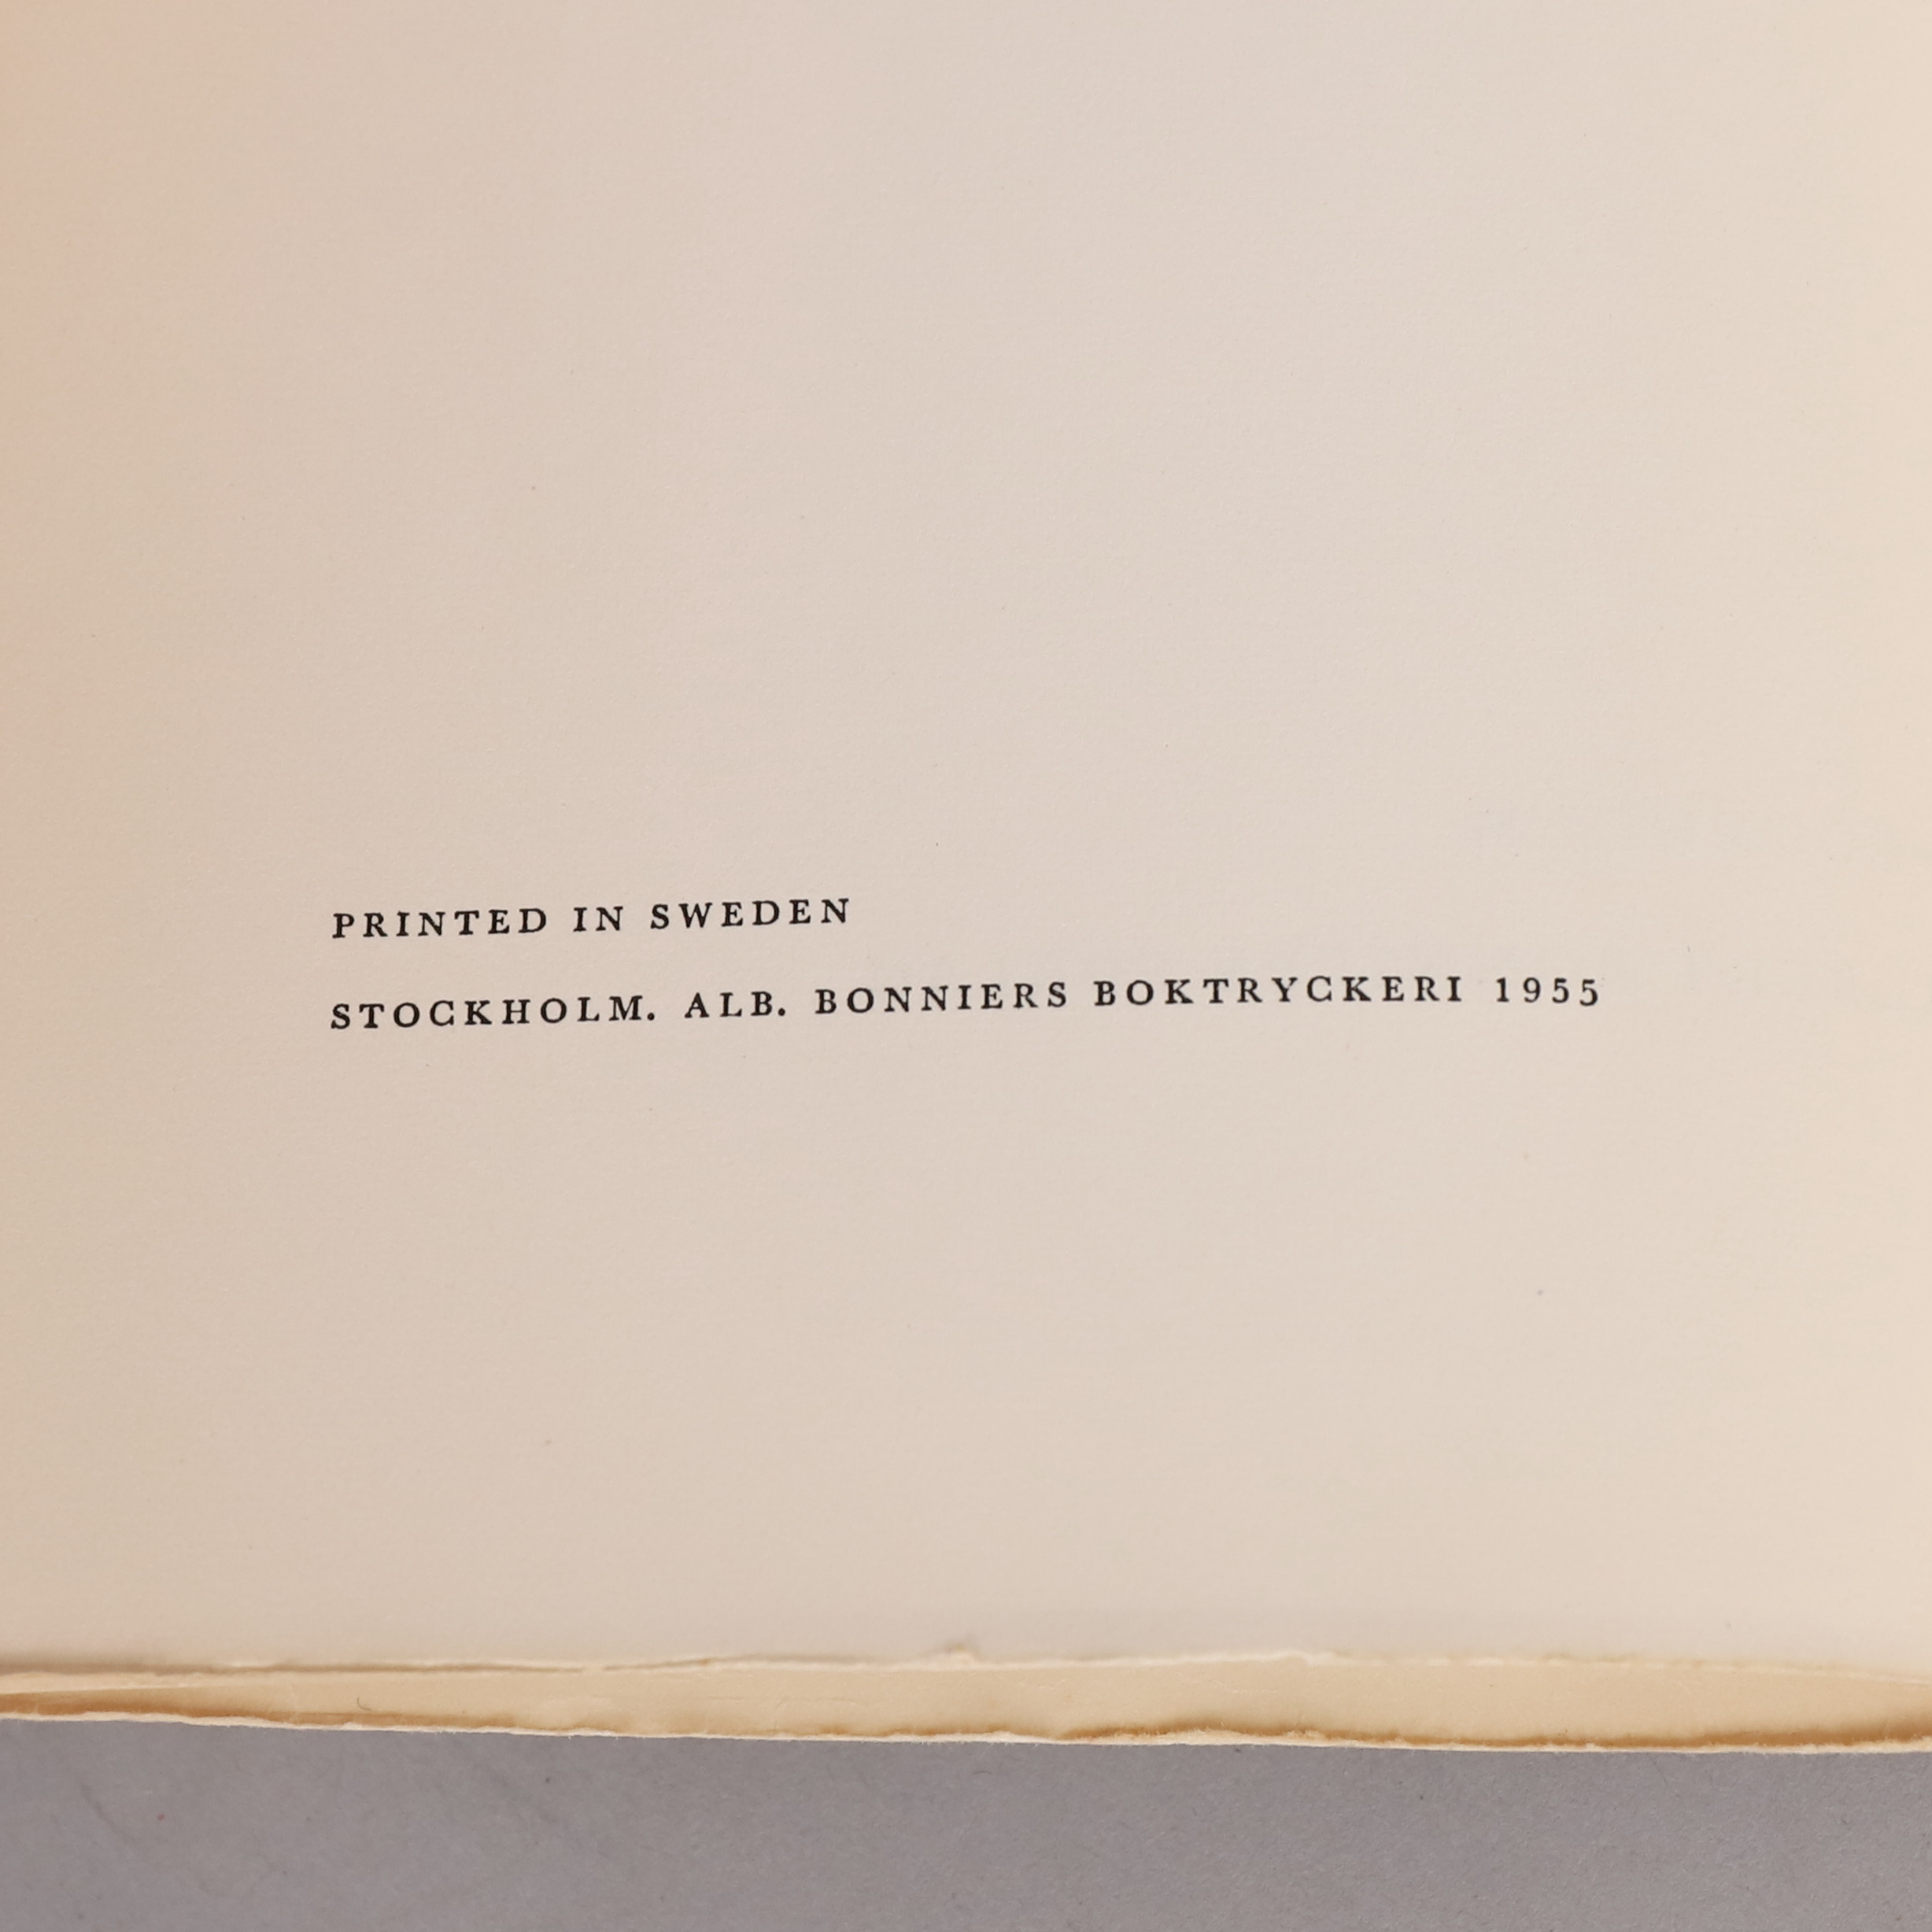 PRINTED IN SWEDEN
STOCKHOLM. ALB. BONNIERS BOKTRYCKERI 1955